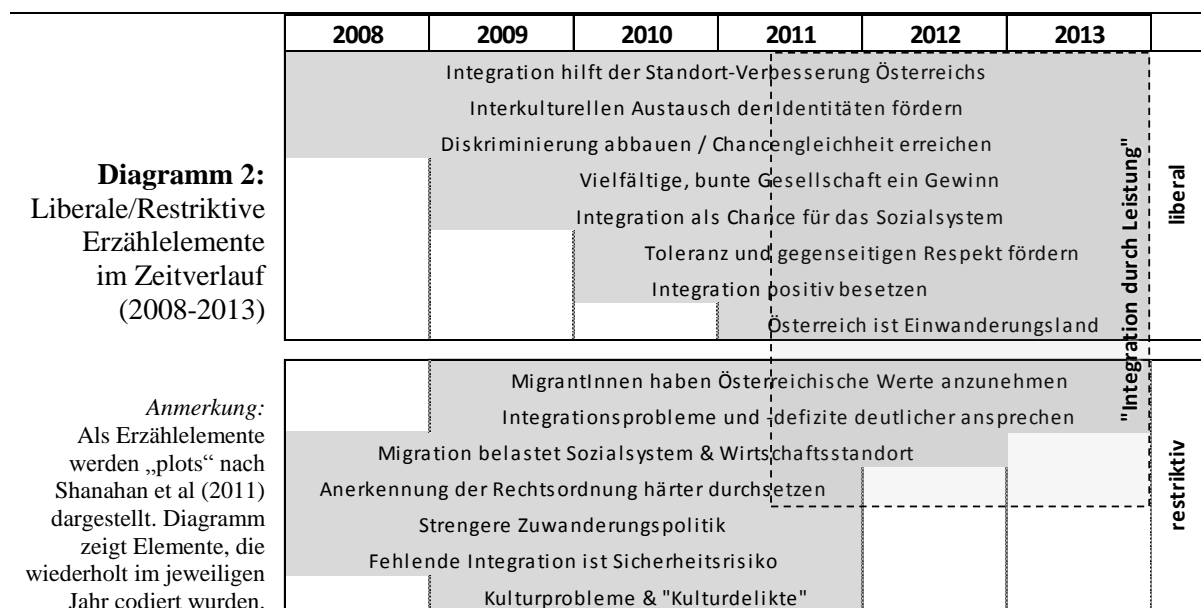 2008 2009 2010 2011 2012 2013
Integration hilft der Standort-Verbesserung Österreichs
Interkulturellen Austausch der Identitäten fördern
Diskriminierung abbauen / Chancengleichheit erreichen
Vielfältige, bunte Gesellschaft ein Gewinn
Integration als Chance für das Sozialsystem
Toleranz und gegenseitigen Respekt fördern
Integration positiv besetzen
Österreich ist Einwanderungsland
liberal
"Integration durch Leistung"
Diagramm 2:
Liberale/Restriktive
Erzählelemente
im Zeitverlauf
(2008-2013)
MigrantInnen haben Österreichische Werte anzunehmen
Integrationsprobleme und -defizite deutlicher ansprechen
Migration belastet Sozialsystem & Wirtschaftsstandort
Anerkennung der Rechtsordnung härter durchsetzen
Strengere Zuwanderungspolitik
Fehlende Integration ist Sicherheitsrisiko
Kulturprobleme & "Kulturdelikte"
restriktiv
Anmerkung:
Als Erzählelemente
werden „plots“ nach
Shanahan et al (2011)
dargestellt. Diagramm
zeigt Elemente, die
wiederholt im jeweiligen
Jahr codiert wurden.